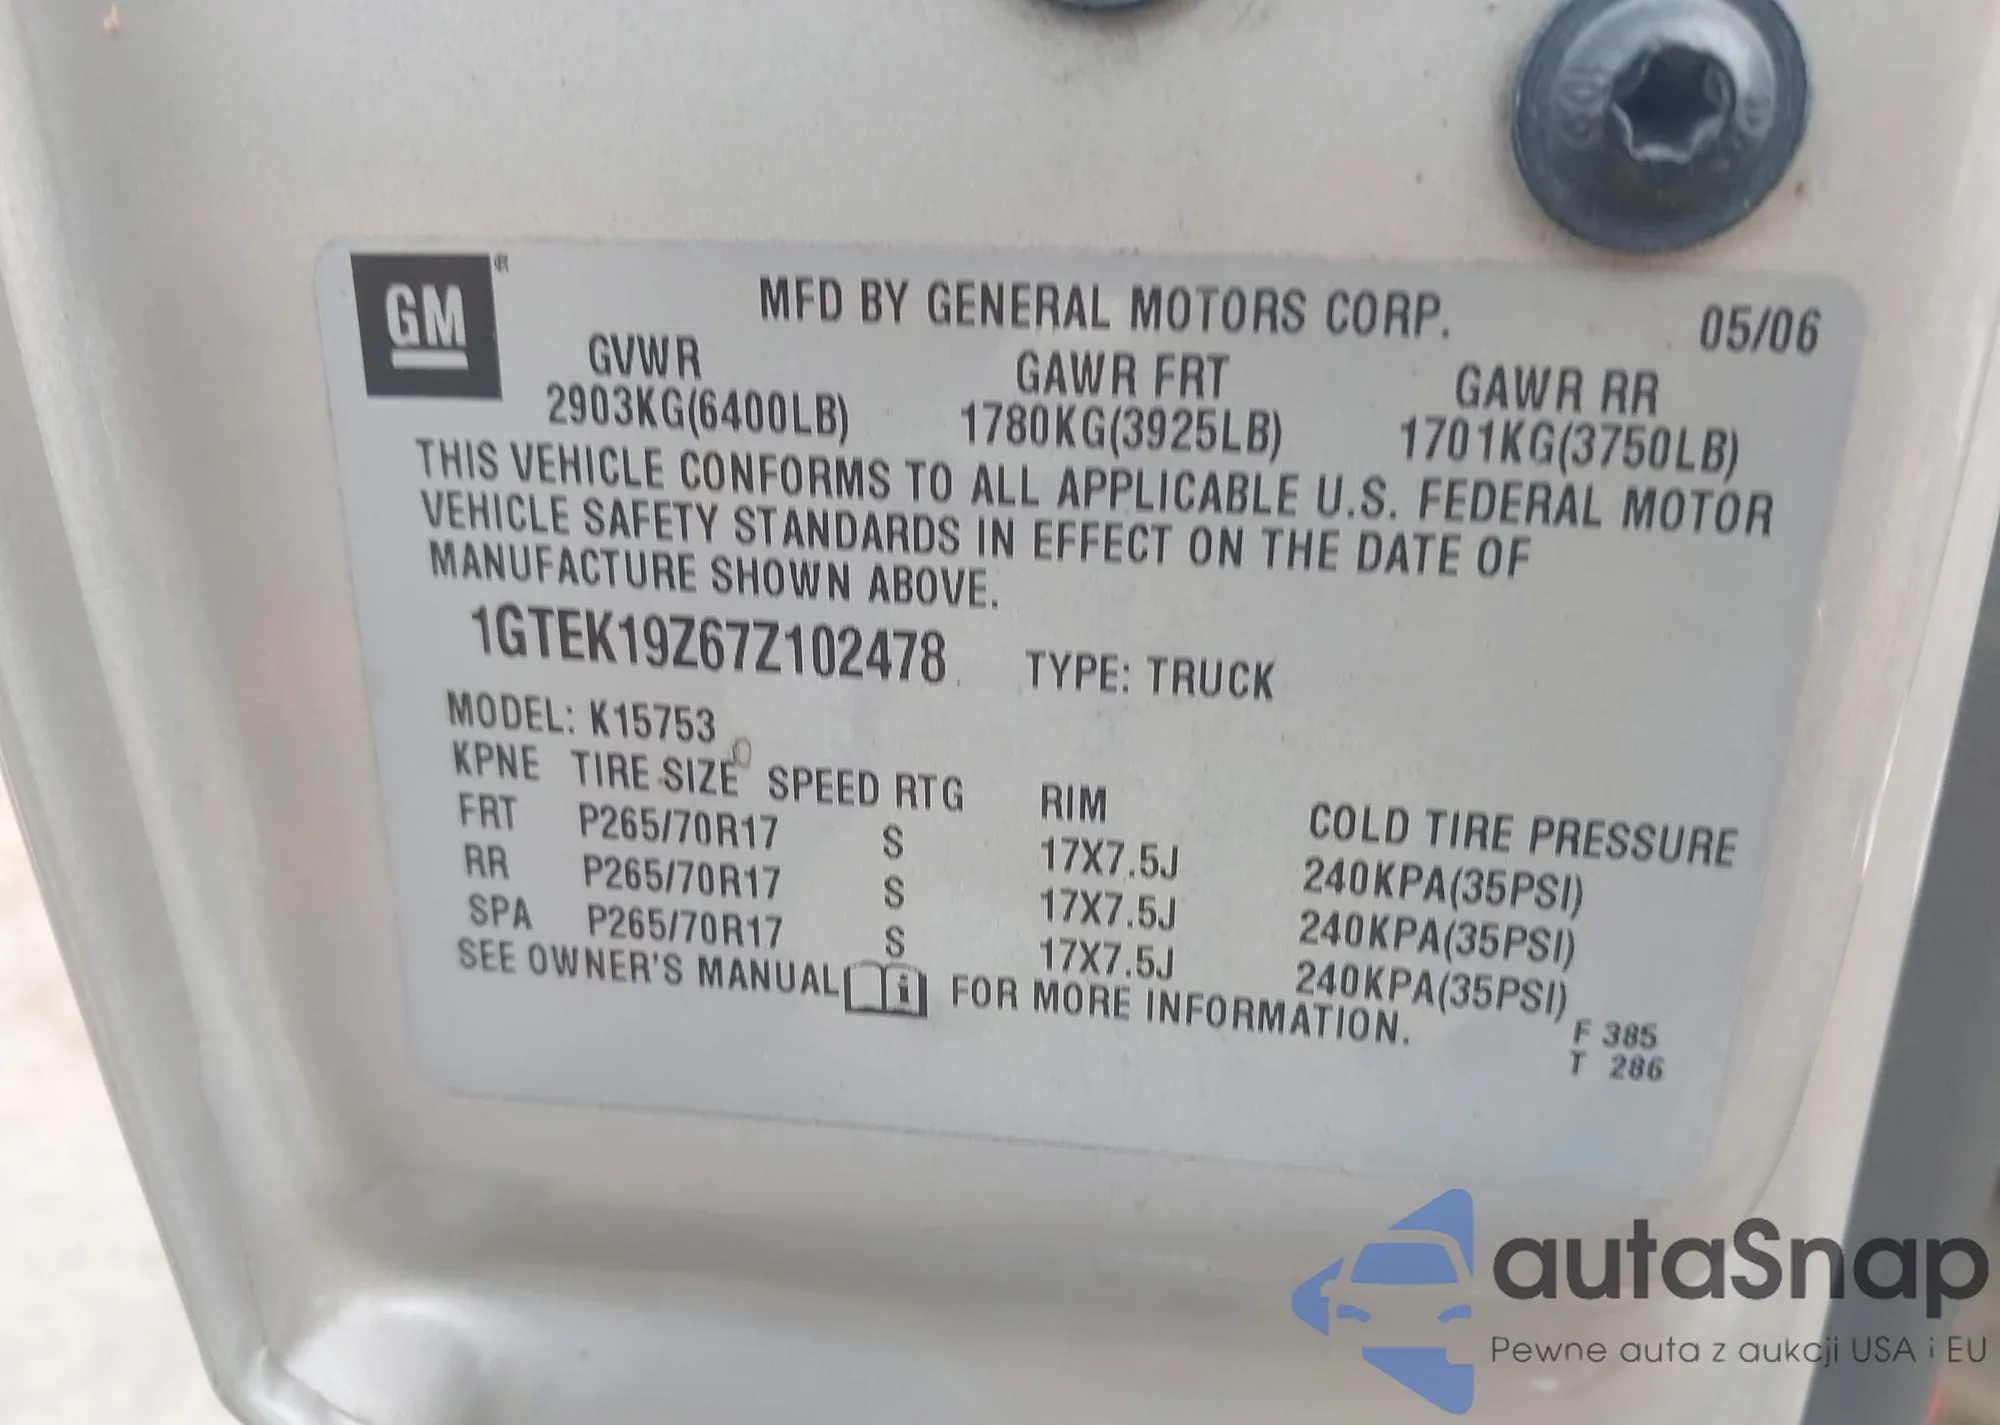 GM®
MFD BY GENERAL MOTORS CORP. 05/06
GVWR GAWR FRT GAWR RR
2903KG(6400LB) 1780KG(3925LB) 1701KG(3750LB)
THIS VEHICLE CONFORMS TO ALL APPLICABLE U.S. FEDERAL MOTOR
VEHICLE SAFETY STANDARDS IN EFFECT ON THE DATE OF
MANUFACTURE SHOWN ABOVE.
1GTEK19Z67Z102478 TYPE: TRUCK
MODEL: K15753
KPNE TIRE SIZE SPEED RTG RIM COLD TIRE PRESSURE
FRT P265/70R17 S 17X7.5J 240KPA(35PSI)
RR P265/70R17 S 17X7.5J 240KPA(35PSI)
SPA P265/70R17 S 17X7.5J 240KPA(35PSI)
SEE OWNER'S MANUAL FOR MORE INFORMATION.
F 385
T 286
autaSnap
Pewne auta z aukcji USA i EU